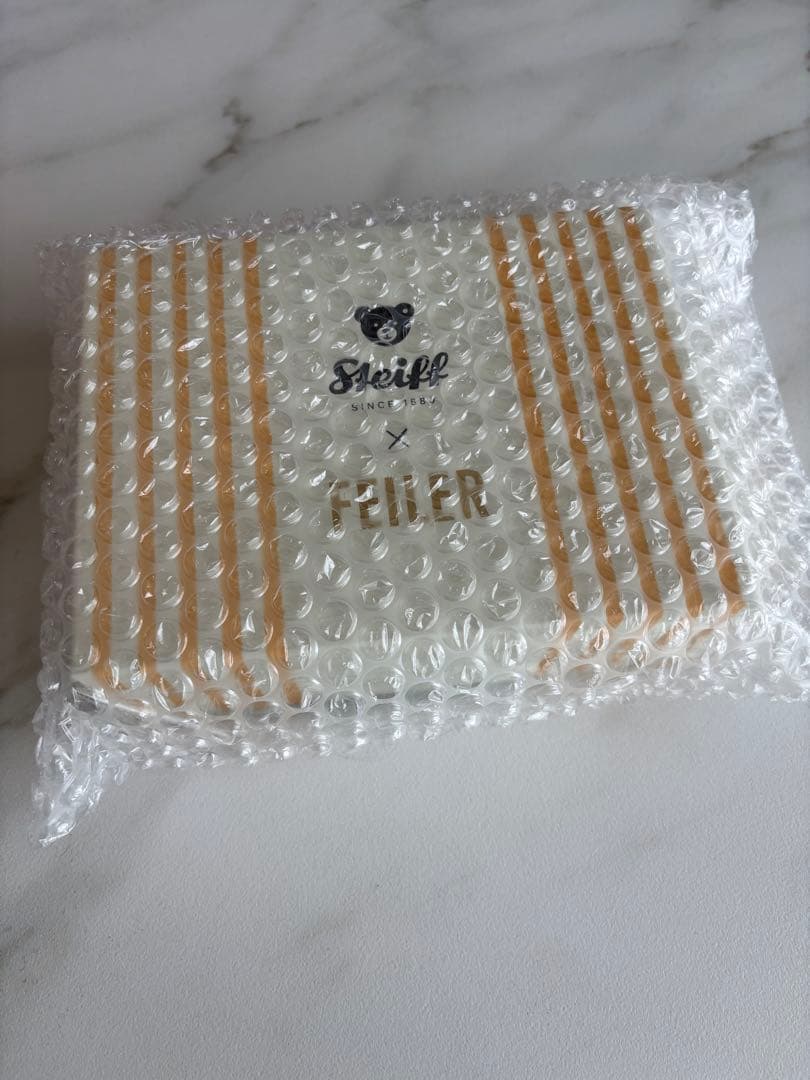 Steiff
SINCE 1880
×
FEILER